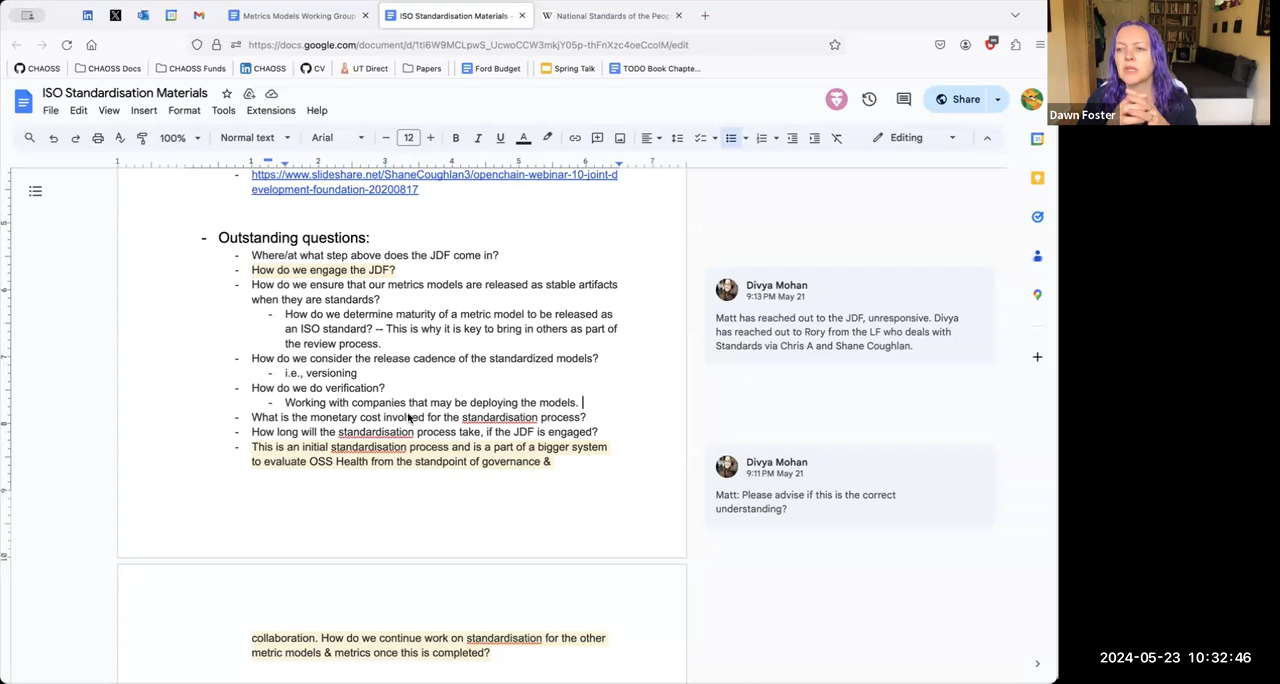 Metrics Models Working Group
ISO Standardisation Materials -
National Standards of the Peop
https://docs.google.com/document/d/1tI6W9MCLpwS_UcwoCCW3mkjY05p-thFnXzc4oeCcoIM/edit
CHAOSS
CHAOSS Docs
CHAOSS Funds
CHAOSS
CV
UT Direct
Papers
Ford Budget
Spring Talk
TODO Book Chapte...
Dawn Foster
ISO Standardisation Materials
File Edit View Insert Format Tools Extensions Help
Share
100% Normal text Arial - 12 + B I U A Editing
1 1 2 3 4 5 6 7
- https://www.slideshare.net/ShaneCoughlan3/openchain-webinar-10-joint-d
evelopment-foundation-20200817
- Outstanding questions:
- Where/at what step above does the JDF come in?
- How do we engage the JDF?
- How do we ensure that our metrics models are released as stable artifacts
when they are standards?
- How do we determine maturity of a metric model to be released as
an ISO standard? -- This is why it is key to bring in others as part of
the review process.
- How do we consider the release cadence of the standardized models?
- i.e., versioning
- How do we do verification?
- Working with companies that may be deploying the models.
- What is the monetary cost involved for the standardisation process?
- How long will the standardisation process take, if the JDF is engaged?
- This is an initial standardisation process and is a part of a bigger system
to evaluate OSS Health from the standpoint of governance &
collaboration. How do we continue work on standardisation for the other
metric models & metrics once this is completed?
Divya Mohan
9:13 PM May 21
Matt has reached out to the JDF, unresponsive. Divya
has reached out to Rory from the LF who deals with
Standards via Chris A and Shane Coughlan.
Divya Mohan
9:11 PM May 21
Matt: Please advise if this is the correct
understanding?
2024-05-23 10:32:46